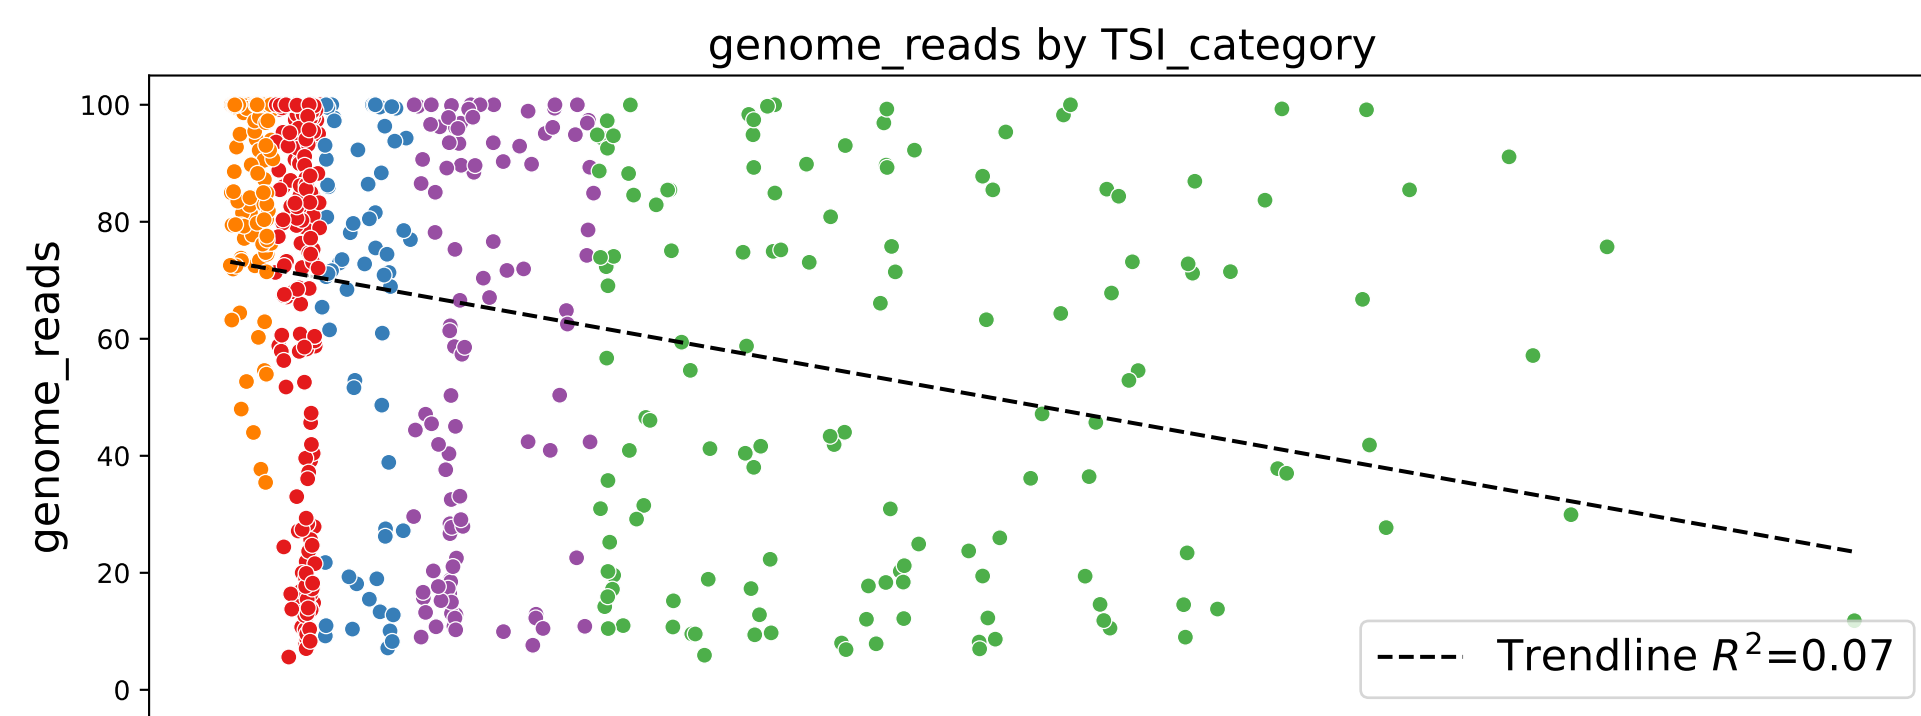 genome_reads by TSI_category
genome_reads
100
80
60
40
20
0
Trendline R²=0.07